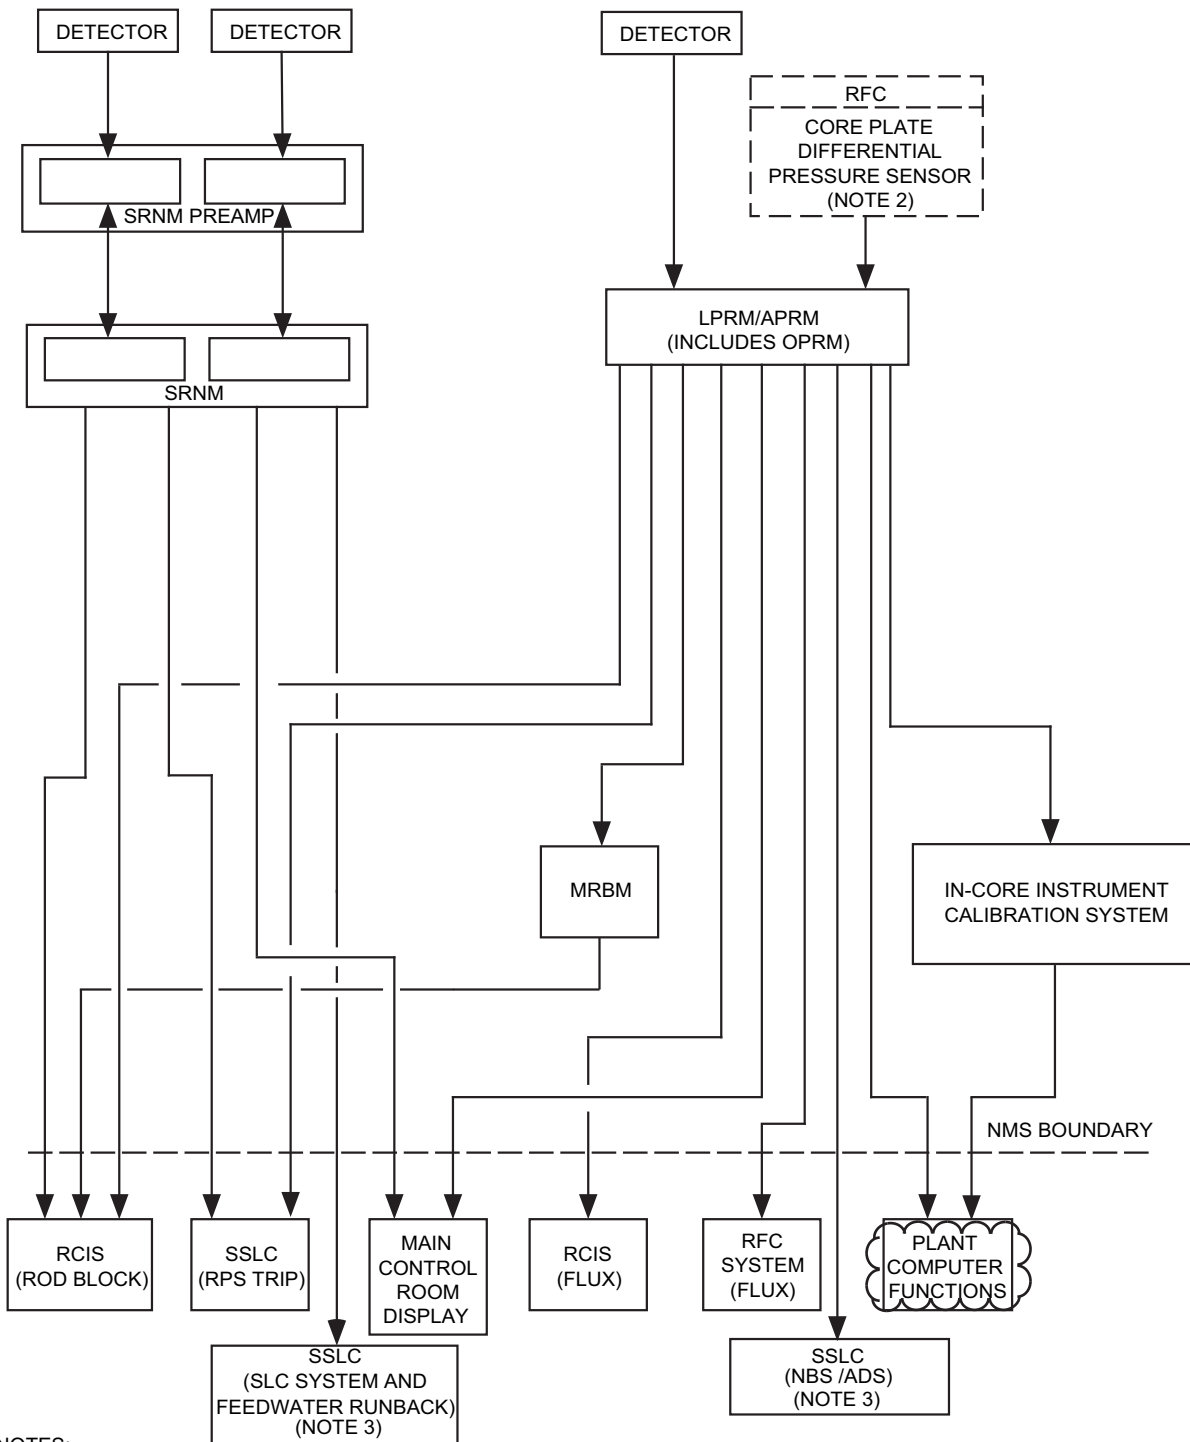 DETECTOR
DETECTOR
DETECTOR
RFC
CORE PLATE
DIFFERENTIAL
PRESSURE SENSOR
(NOTE 2)
SRNM PREAMP
LPRM/APRM
(INCLUDES OPRM)
SRNM
MRBM
IN-CORE INSTRUMENT
CALIBRATION SYSTEM
NMS BOUNDARY
RCIS
(ROD BLOCK)
SSLC
(RPS TRIP)
MAIN
CONTROL
ROOM
DISPLAY
RCIS
(FLUX)
RFC
SYSTEM
(FLUX)
PLANT
COMPUTER
FUNCTIONS
SSLC
(SLC SYSTEM AND
FEEDWATER RUNBACK)
(NOTE 3)
SSLC
(NBS /ADS)
(NOTE 3)